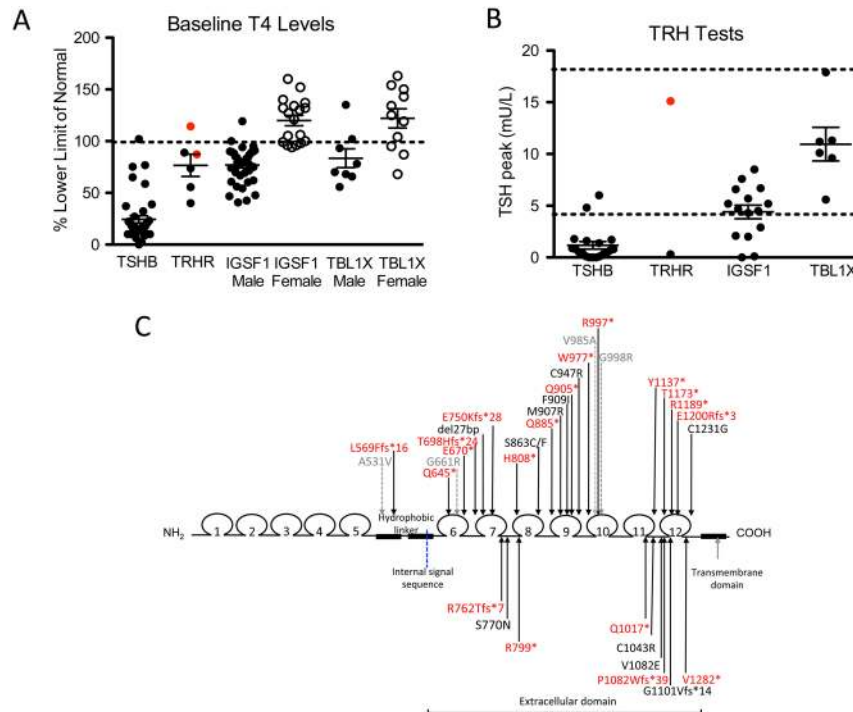 A
Baseline T4 Levels
% Lower Limit of Normal
200
150
100
50
0
TSHB
TRHR
IGSF1
Male
IGSF1
Female
TBL1X
Male
TBL1X
Female
B
TRH Tests
TSH peak (mU/L)
20
15
10
5
0
TSHB
TRHR
IGSF1
TBL1X
C
R997*
V985A
W977*
G998R
C947R
Q905*
F909I
M907R
Q885*
Y1137*
T1173*
R1189*
E1200Rfs*3
C1231G
E750Kfs*28
del27bp
T698Hfs*24
E670*
S863C/F
L569Ffs*16
A531V
G661R
H808*
Q645*
NH2
1
2
3
4
5
Hydrophobic
linker
6
7
8
9
10
11
12
COOH
Internal signal
sequence
Transmembrane
domain
R762Tfs*7
S770N
R799*
Q1017*
C1043R
V1082E
P1082Wfs*39
V1282*
G1101Vfs*14
Extracellular domain